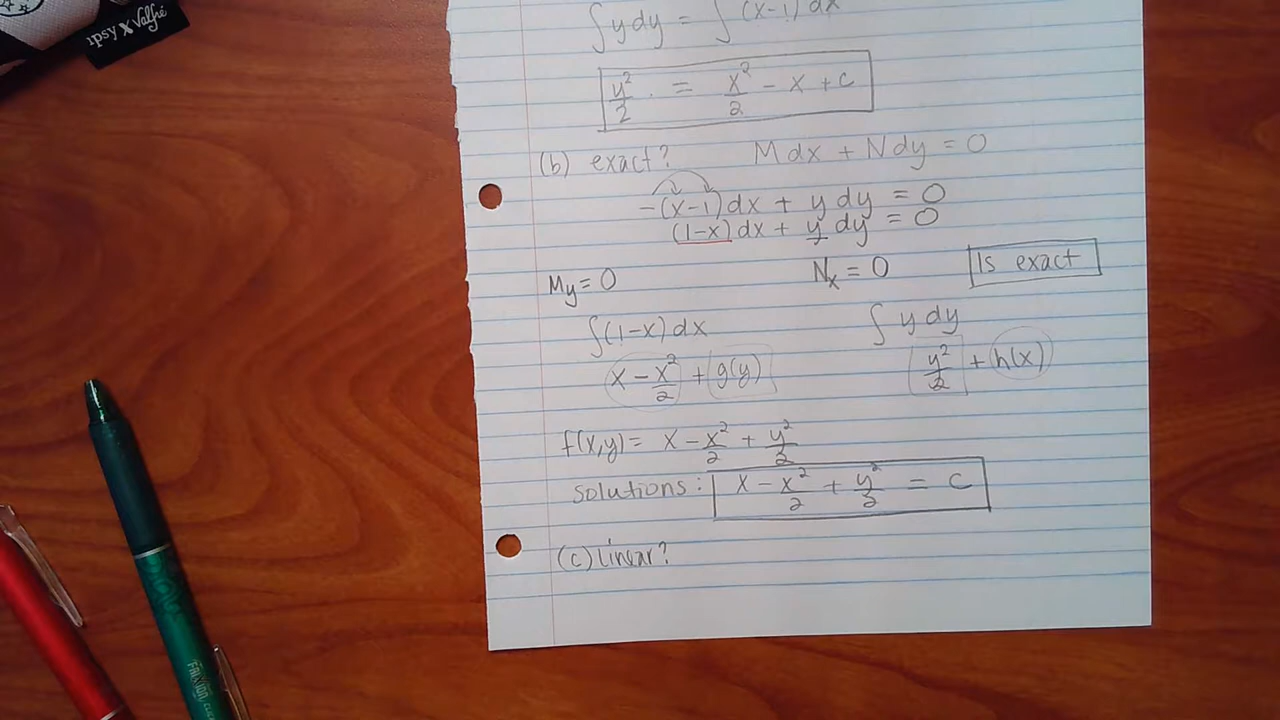 ipsy x Valfré
∫ y dy = ∫ (x-1) dx
y²/2 = x²/2 - x + c
(b) exact? M dx + N dy = 0
-(x-1) dx + y dy = 0
(1-x) dx + y dy = 0
My = 0 Nx = 0 Is exact
∫(1-x) dx ∫ y dy
x - x²/2 + g(y) y²/2 + h(x)
f(x,y) = x - x²/2 + y²/2
solutions: x - x²/2 + y²/2 = c
(c) linear?
FRIXION CLICK